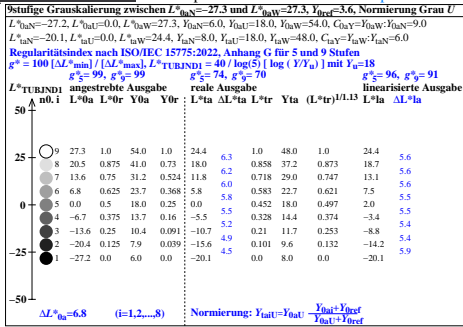 9stufige Grauskalierung zwischen L*0aN=−27.3 und L*0aW=27.3, Y0ref=3.6, Normierung Grau U
L*0aN=−27.2, L*0aU=0.0, L*0aW=27.3, Y0aN=6.0, Y0aU=18.0, Y0aW=54.0, C0aY=Y0aW:Y0aN=9.0
L*taN=−20.1, L*taU=0.0, L*taW=24.4, YtaN=8.0, YtaU=18.0, YtaW=48.0, CtaY=YtaW:YtaN=6.0
Regularitätsindex nach ISO/IEC 15775:2022, Anhang G für 5 und 9 Stufen
g* = 100 [ΔL*min] / [ΔL*max], L*TUBJND1 = 40 / log(5) [ log ( Y/Yu) ] mit Yu=18
g*5= 99, g*9= 99 g*5= 74, g*9= 70 g*5= 96, g*9= 91
L*TUBJND1 angestrebte Ausgabe reale Ausgabe linearisierte Ausgabe
n0. i L*0a L*0r Y0a Y0r L*ta ΔL*ta L*tr Yta (L*tr)1/1.13 L*la ΔL*la
50
9 27.3 1.0 54.0 1.0 24.4 1.0 48.0 1.0 24.4
6.3 5.6
8 20.5 0.875 41.0 0.73 18.0 0.858 37.2 0.873 18.7
6.2 5.6
25
7 13.6 0.75 31.2 0.524 11.8 0.718 29.0 0.747 13.1
6.0 5.6
6 6.8 0.625 23.7 0.368 5.8 0.583 22.7 0.621 7.5
5.8 5.5
0
5 0.0 0.5 18.0 0.25 0.0 0.452 18.0 0.497 2.0
5.5 5.5
4 −6.7 0.375 13.7 0.16 −5.5 0.328 14.4 0.374 −3.4
5.2 5.4
3 −13.6 0.25 10.4 0.091 −10.7 0.21 11.7 0.253 −8.8
4.9 5.4
2 −20.4 0.125 7.9 0.039 −15.6 0.101 9.6 0.132 −14.2
−25
4.5 5.9
1 −27.2 0.0 6.0 0.0 −20.1 0.0 8.0 0.0 −20.1
−50
ΔL*0a=6.8 (i=1,2,...,8) Normierung: YtaiU=Y0aU (Y0ai+Y0ref)/(Y0aU+Y0ref)